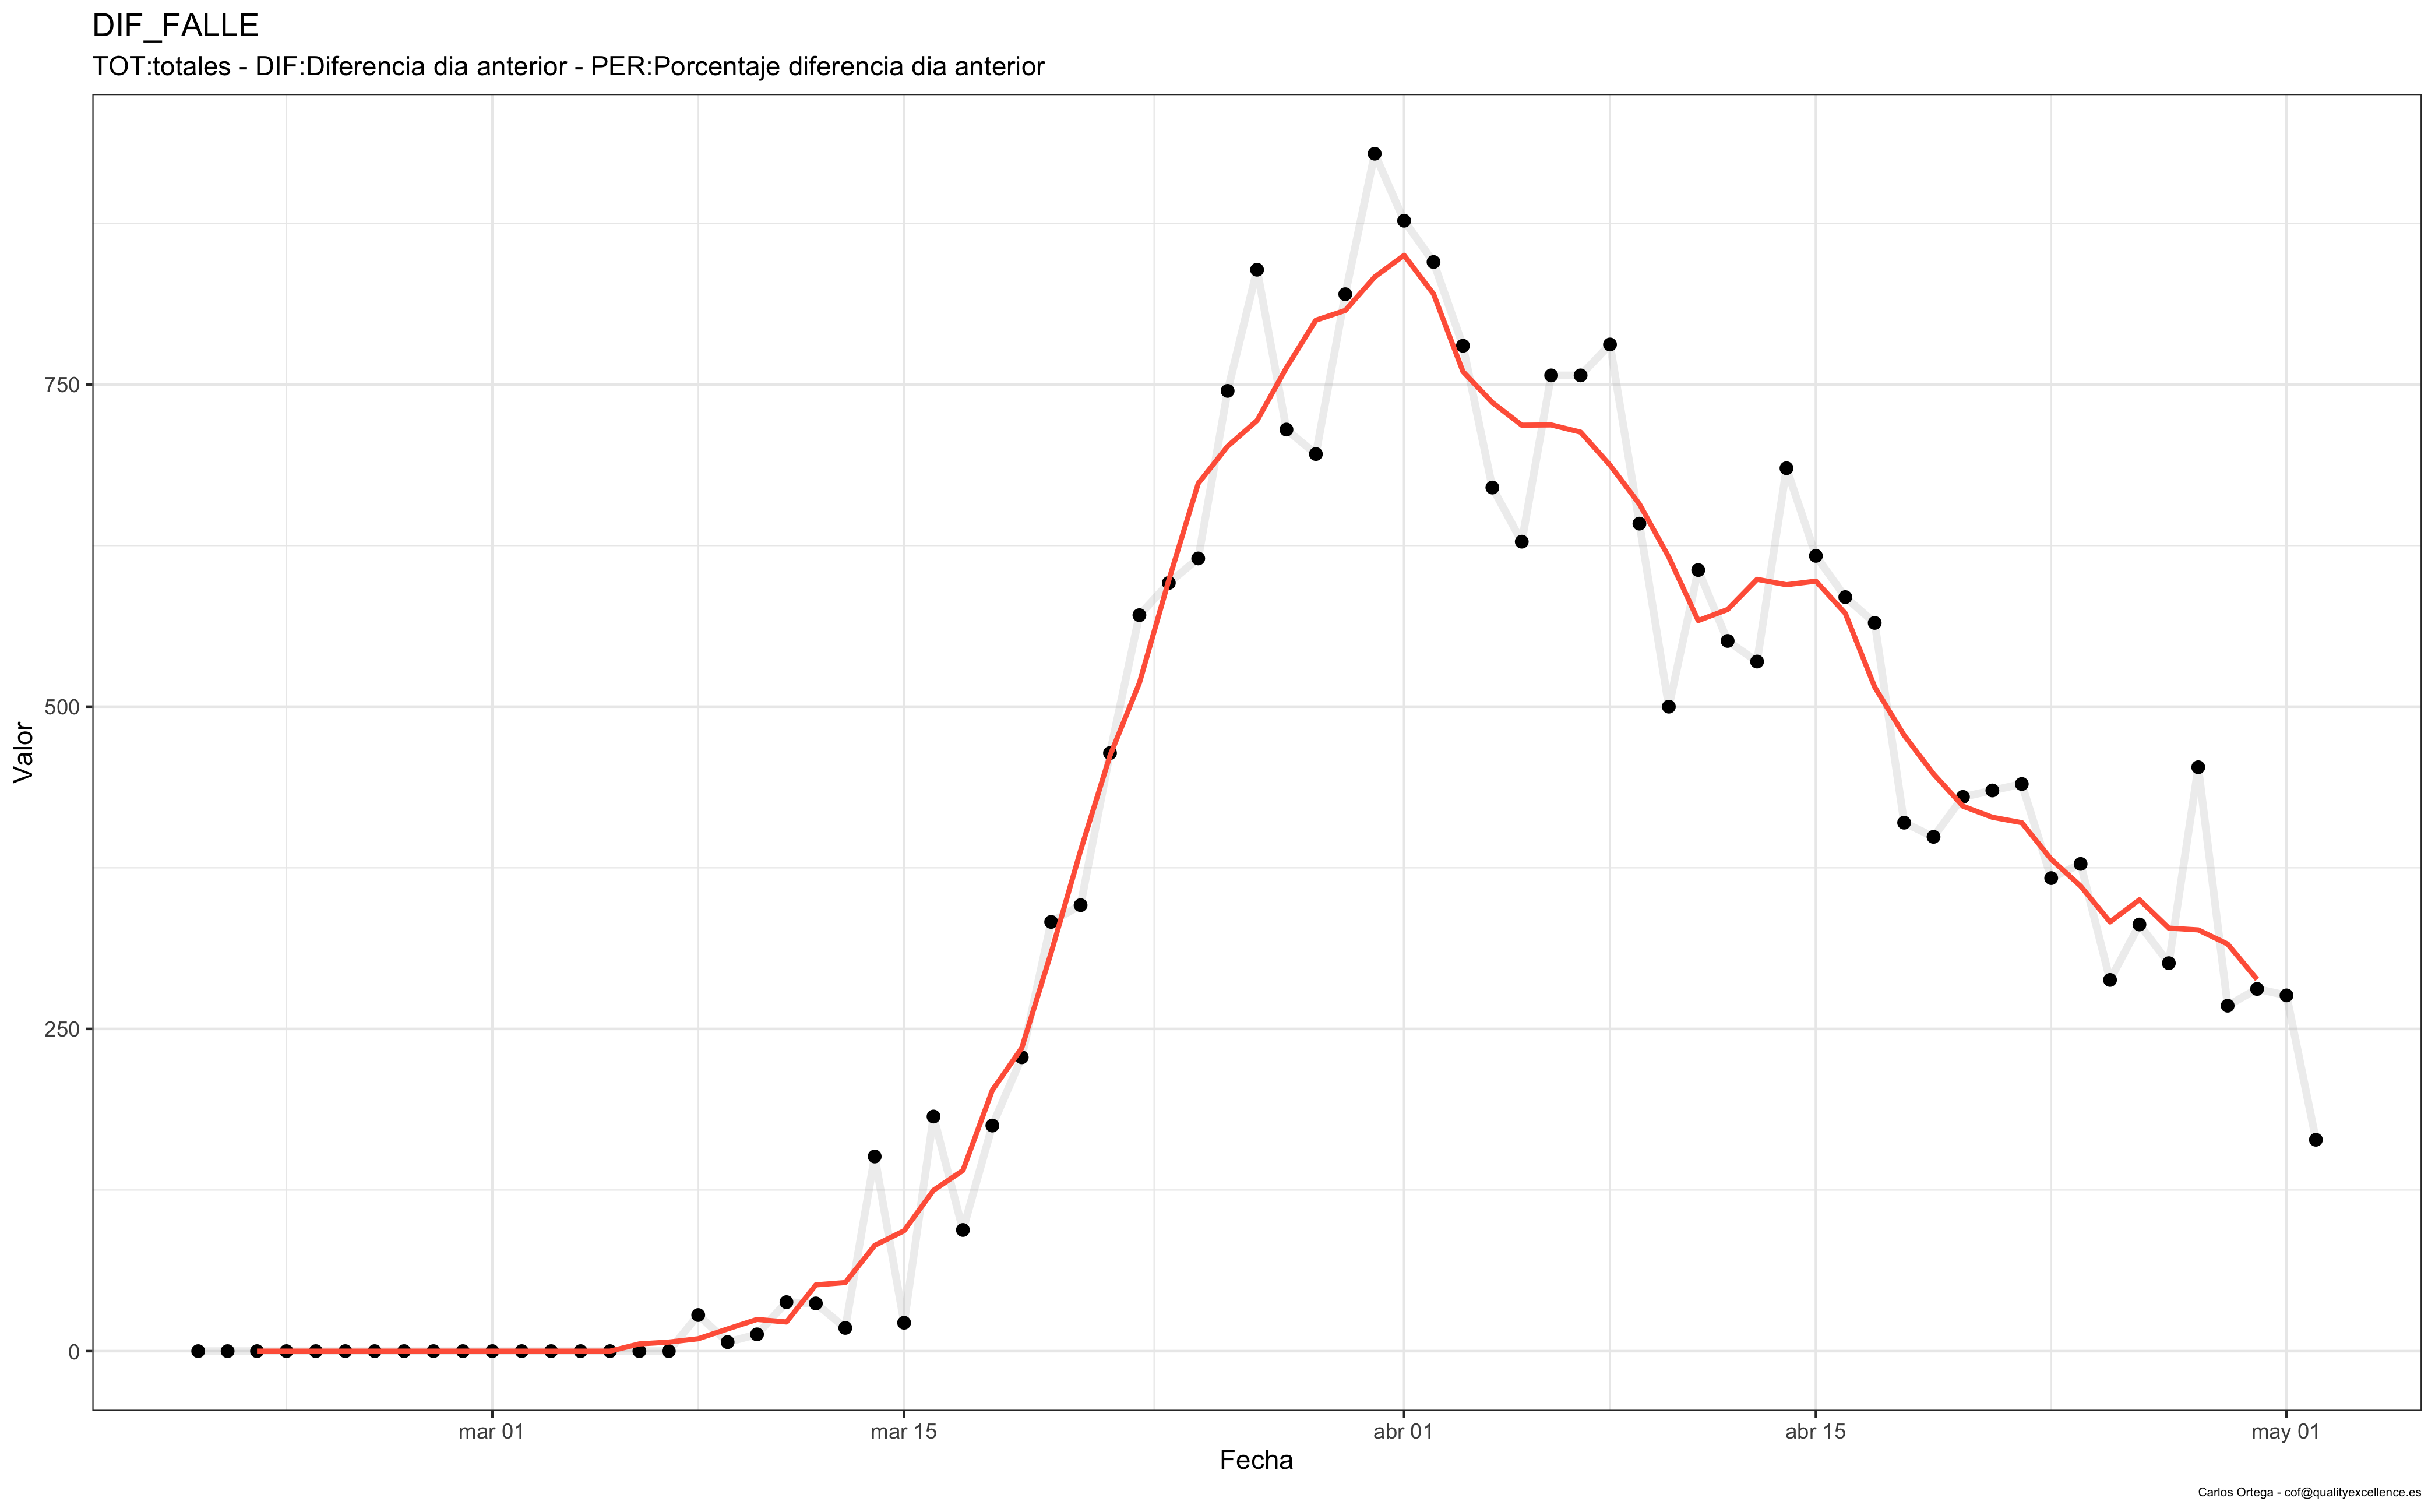 DIF_FALLE
TOT:totales - DIF:Diferencia dia anterior - PER:Porcentaje diferencia dia anterior
Valor
750
500
250
0
mar 01
mar 15
abr 01
abr 15
may 01
Fecha
Carlos Ortega - cof@qualityexcellence.es